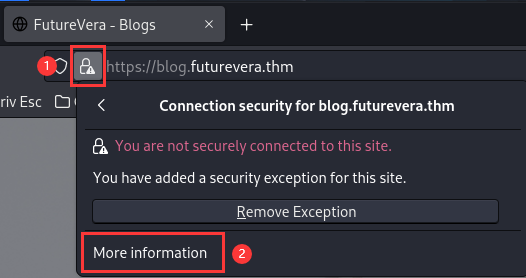 FutureVera - Blogs
1
https://blog.futurevera.thm
riv Esc
Connection security for blog.futurevera.thm
You are not securely connected to this site.
You have added a security exception for this site.
Remove Exception
More information
2